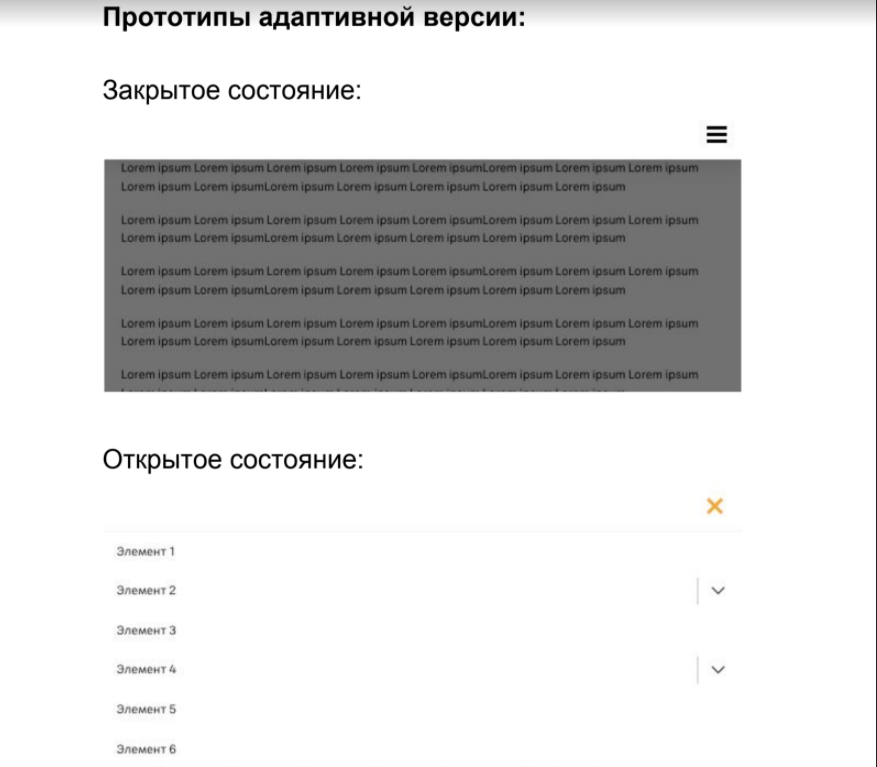 Прототипы адаптивной версии:
Закрытое состояние:
Lorem ipsum Lorem ipsum Lorem ipsum Lorem ipsum Lorem ipsumLorem ipsum Lorem ipsum Lorem ipsum
Lorem ipsum Lorem ipsumLorem ipsum Lorem ipsum Lorem ipsum Lorem ipsum Lorem ipsum
Lorem ipsum Lorem ipsum Lorem ipsum Lorem ipsum Lorem ipsumLorem ipsum Lorem ipsum Lorem ipsum
Lorem ipsum Lorem ipsumLorem ipsum Lorem ipsum Lorem ipsum Lorem ipsum Lorem ipsum
Lorem ipsum Lorem ipsum Lorem ipsum Lorem ipsum Lorem ipsumLorem ipsum Lorem ipsum Lorem ipsum
Lorem ipsum Lorem ipsumLorem ipsum Lorem ipsum Lorem ipsum Lorem ipsum Lorem ipsum
Lorem ipsum Lorem ipsum Lorem ipsum Lorem ipsum Lorem ipsumLorem ipsum Lorem ipsum Lorem ipsum
Lorem ipsum Lorem ipsumLorem ipsum Lorem ipsum Lorem ipsum Lorem ipsum Lorem ipsum
Lorem ipsum Lorem ipsum Lorem ipsum Lorem ipsum Lorem ipsumLorem ipsum Lorem ipsum Lorem ipsum
Открытое состояние:
Элемент 1
Элемент 2
Элемент 3
Элемент 4
Элемент 5
Элемент 6